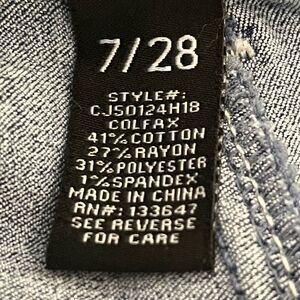 7/28
STYLE#:
CJ50124H18
COLFAX
41% COTTON
27% RAYON
31% POLYESTER
1% SPANDEX
MADE IN CHINA
RN#: 133647
SEE REVERSE
FOR CARE